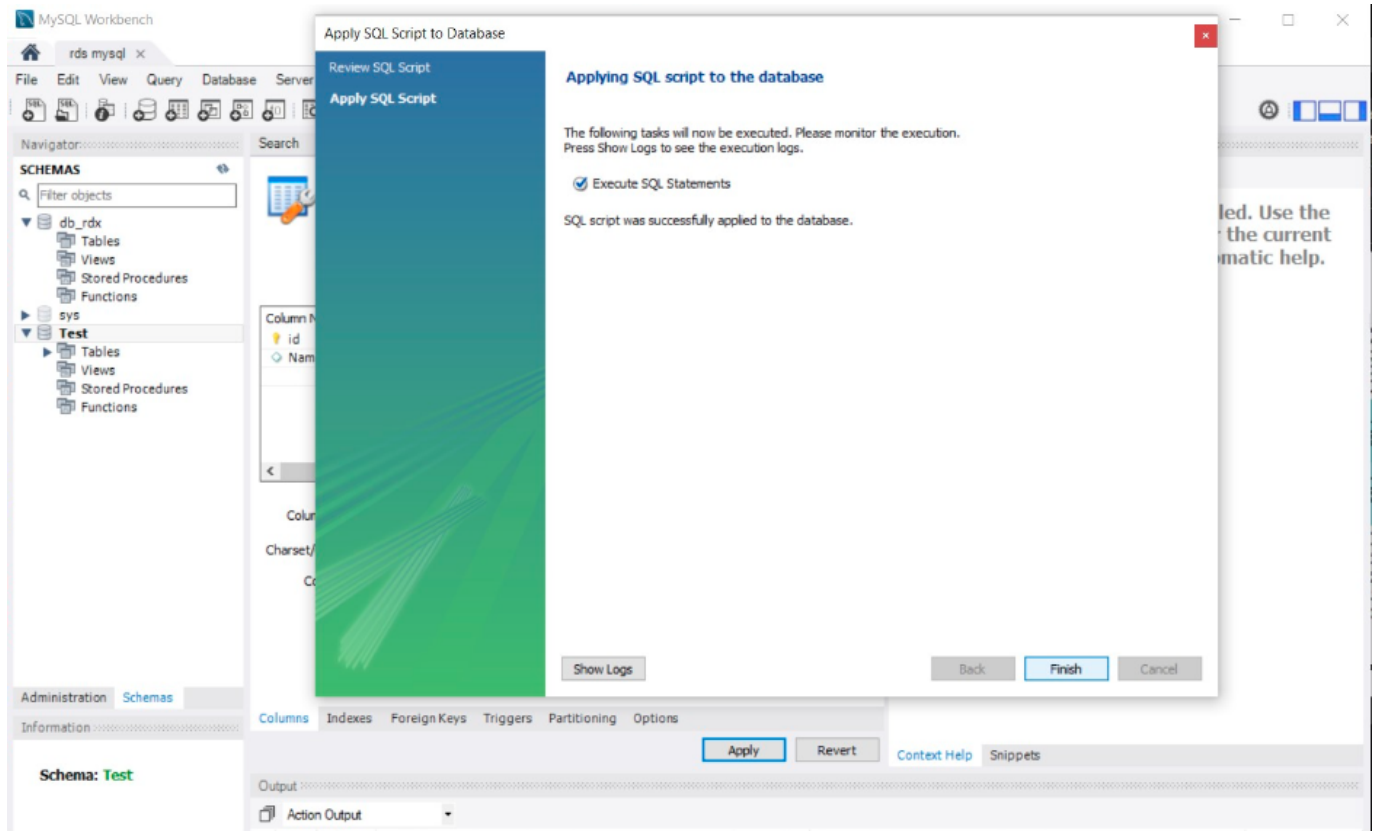 MySQL Workbench
rds mysql
File Edit View Query Database Server
Navigator
SCHEMAS
Filter objects
db_rdx
Tables
Views
Stored Procedures
Functions
sys
Test
Tables
Views
Stored Procedures
Functions
Administration Schemas
Information
Schema: Test
Search
Column N
id
Nam
Colum
Charset/
Co
Apply SQL Script to Database
Review SQL Script
Apply SQL Script
Applying SQL script to the database
The following tasks will now be executed. Please monitor the execution.
Press Show Logs to see the execution logs.
Execute SQL Statements
SQL script was successfully applied to the database.
Show Logs Back Finish Cancel
led. Use the
the current
omatic help.
Columns Indexes Foreign Keys Triggers Partitioning Options
Apply Revert
Context Help Snippets
Output
Action Output